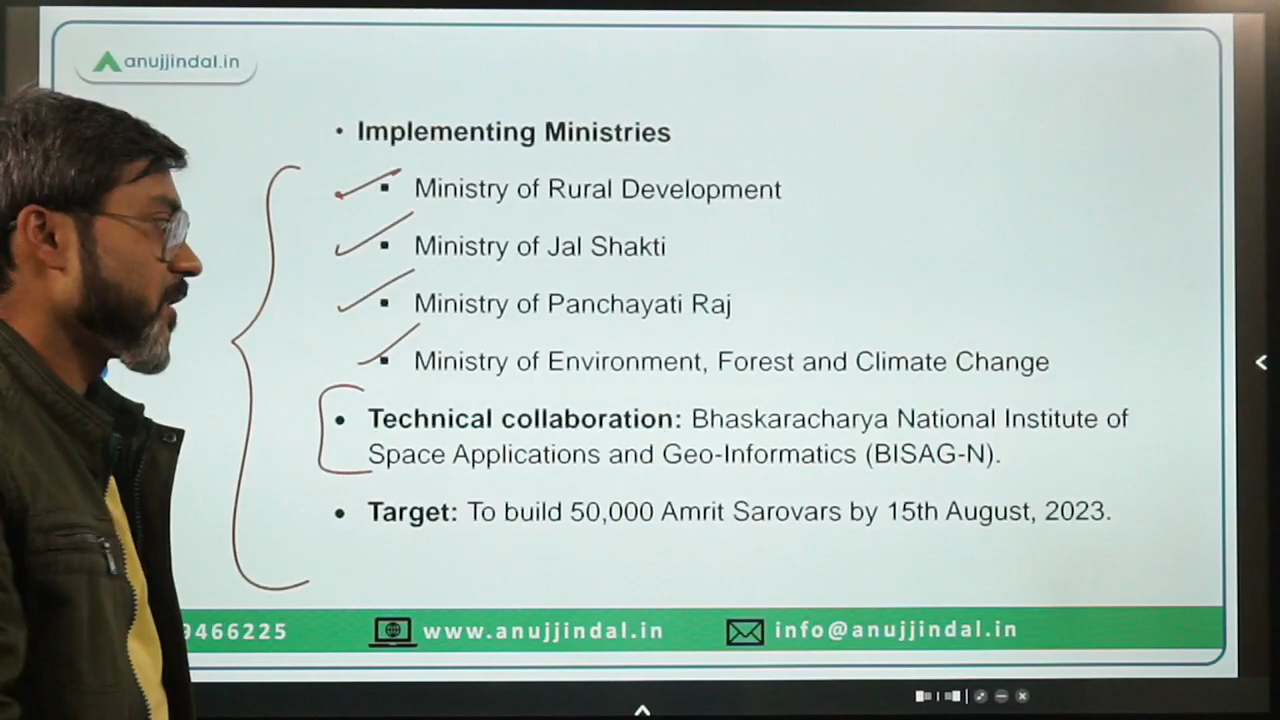 anujjindal.in
• Implementing Ministries
▪ Ministry of Rural Development
▪ Ministry of Jal Shakti
▪ Ministry of Panchayati Raj
▪ Ministry of Environment, Forest and Climate Change
• Technical collaboration: Bhaskaracharya National Institute of
Space Applications and Geo-Informatics (BISAG-N).
• Target: To build 50,000 Amrit Sarovars by 15th August, 2023.
9466225 www.anujjindal.in info@anujjindal.in